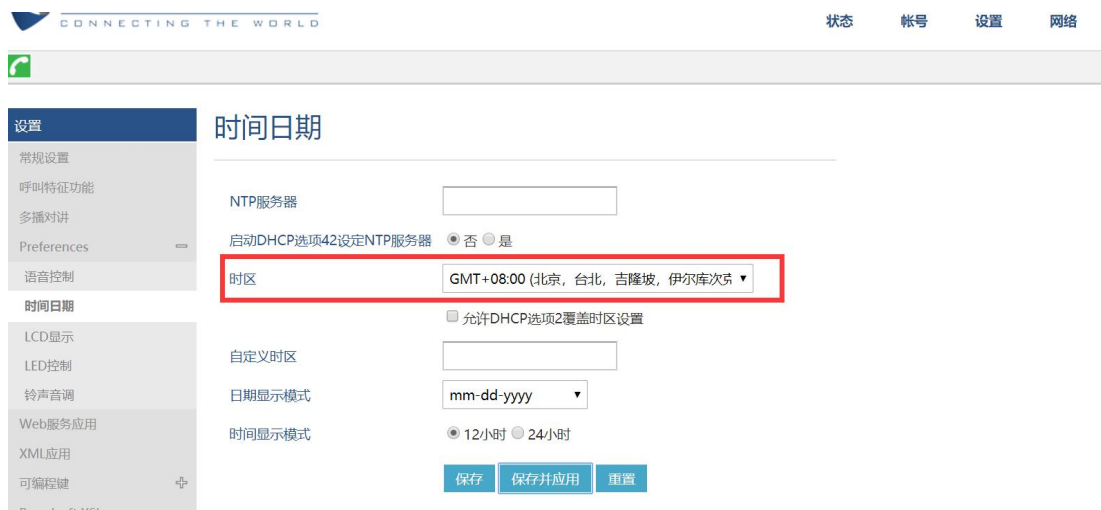 CONNECTING THE WORLD
状态 帐号 设置 网络
设置
常规设置
呼叫特征功能
多播对讲
Preferences
语音控制
时间日期
LCD显示
LED控制
铃声音调
Web服务应用
XML应用
可编程键
时间日期
NTP服务器
启动DHCP选项42设定NTP服务器 否 是
时区 GMT+08:00 (北京，台北，吉隆坡，伊尔库次克
允许DHCP选项2覆盖时区设置
自定义时区
日期显示模式 mm-dd-yyyy
时间显示模式 12小时 24小时
保存 保存并应用 重置